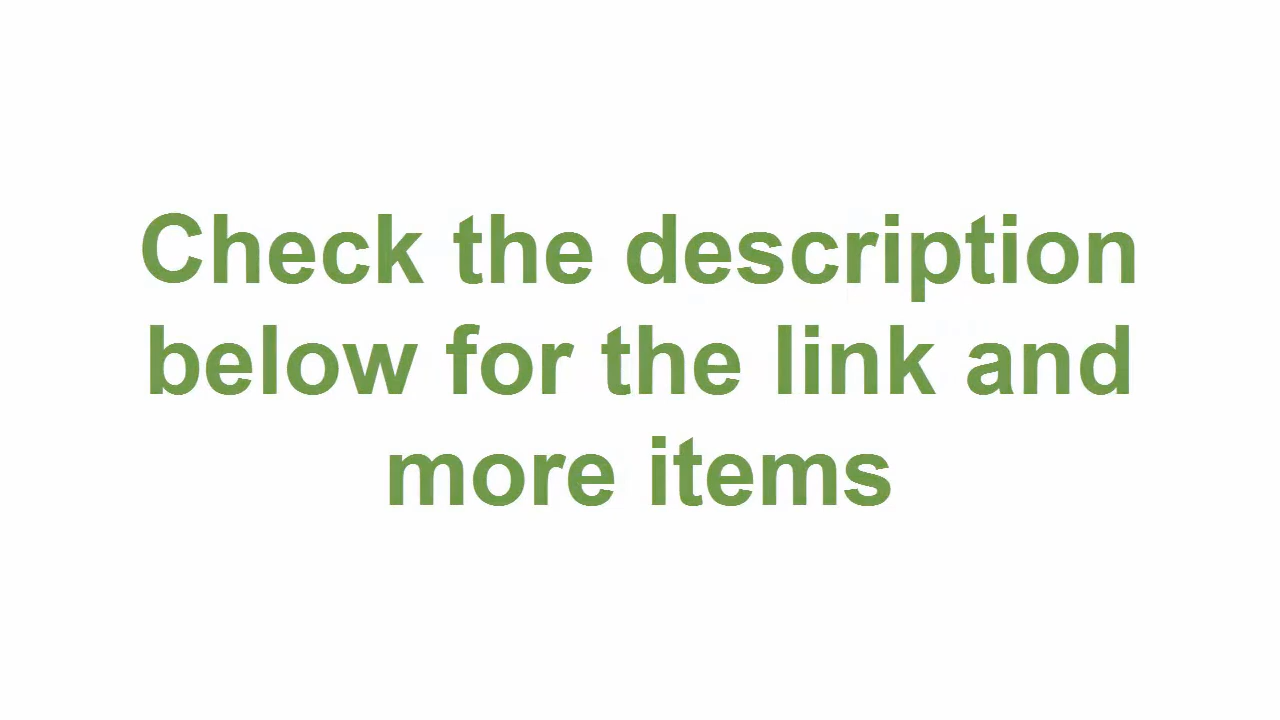 Check the description
below for the link and
more items